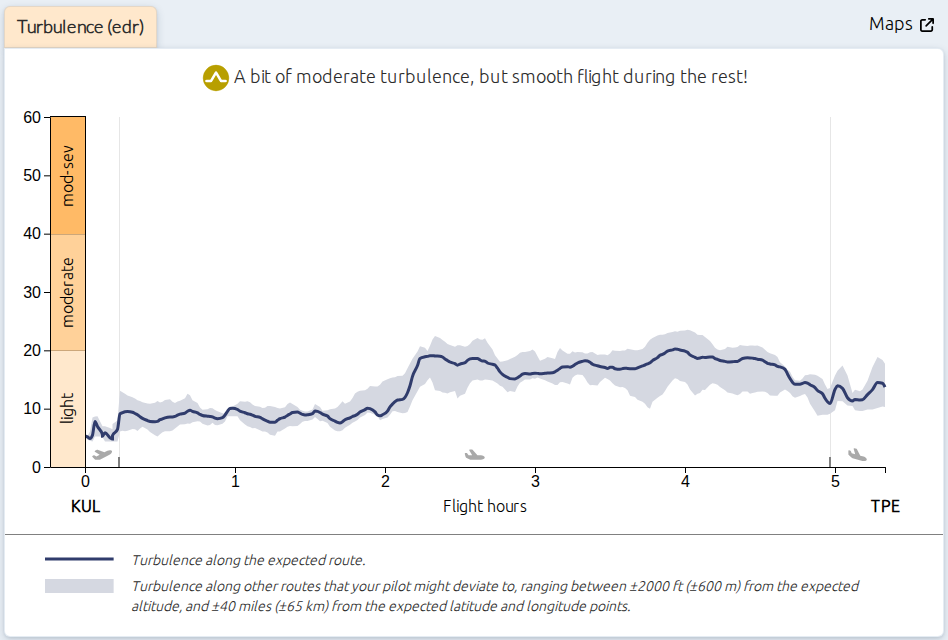 Turbulence (edr)
Maps
A bit of moderate turbulence, but smooth flight during the rest!
60
50
40
30
20
10
0
mod-sev
moderate
light
0 1 2 3 4 5
KUL Flight hours TPE
Turbulence along the expected route.
Turbulence along other routes that your pilot might deviate to, ranging between ±2000 ft (±600 m) from the expected
altitude, and ±40 miles (±65 km) from the expected latitude and longitude points.